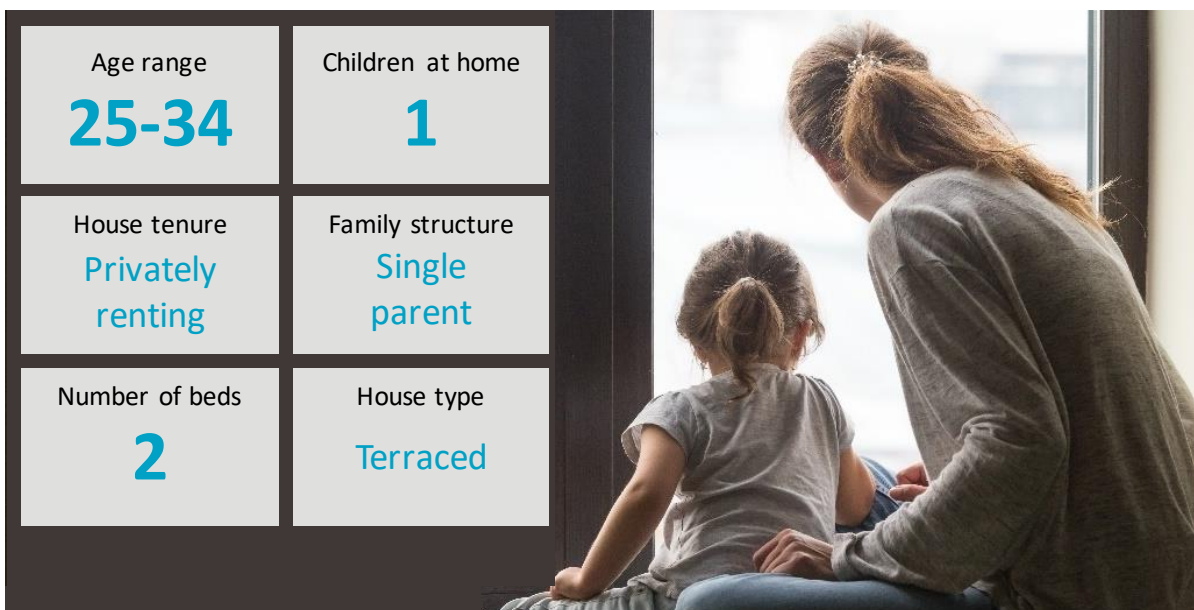 Age range
25-34
Children at home
1
House tenure
Privately
renting
Family structure
Single
parent
Number of beds
2
House type
Terraced